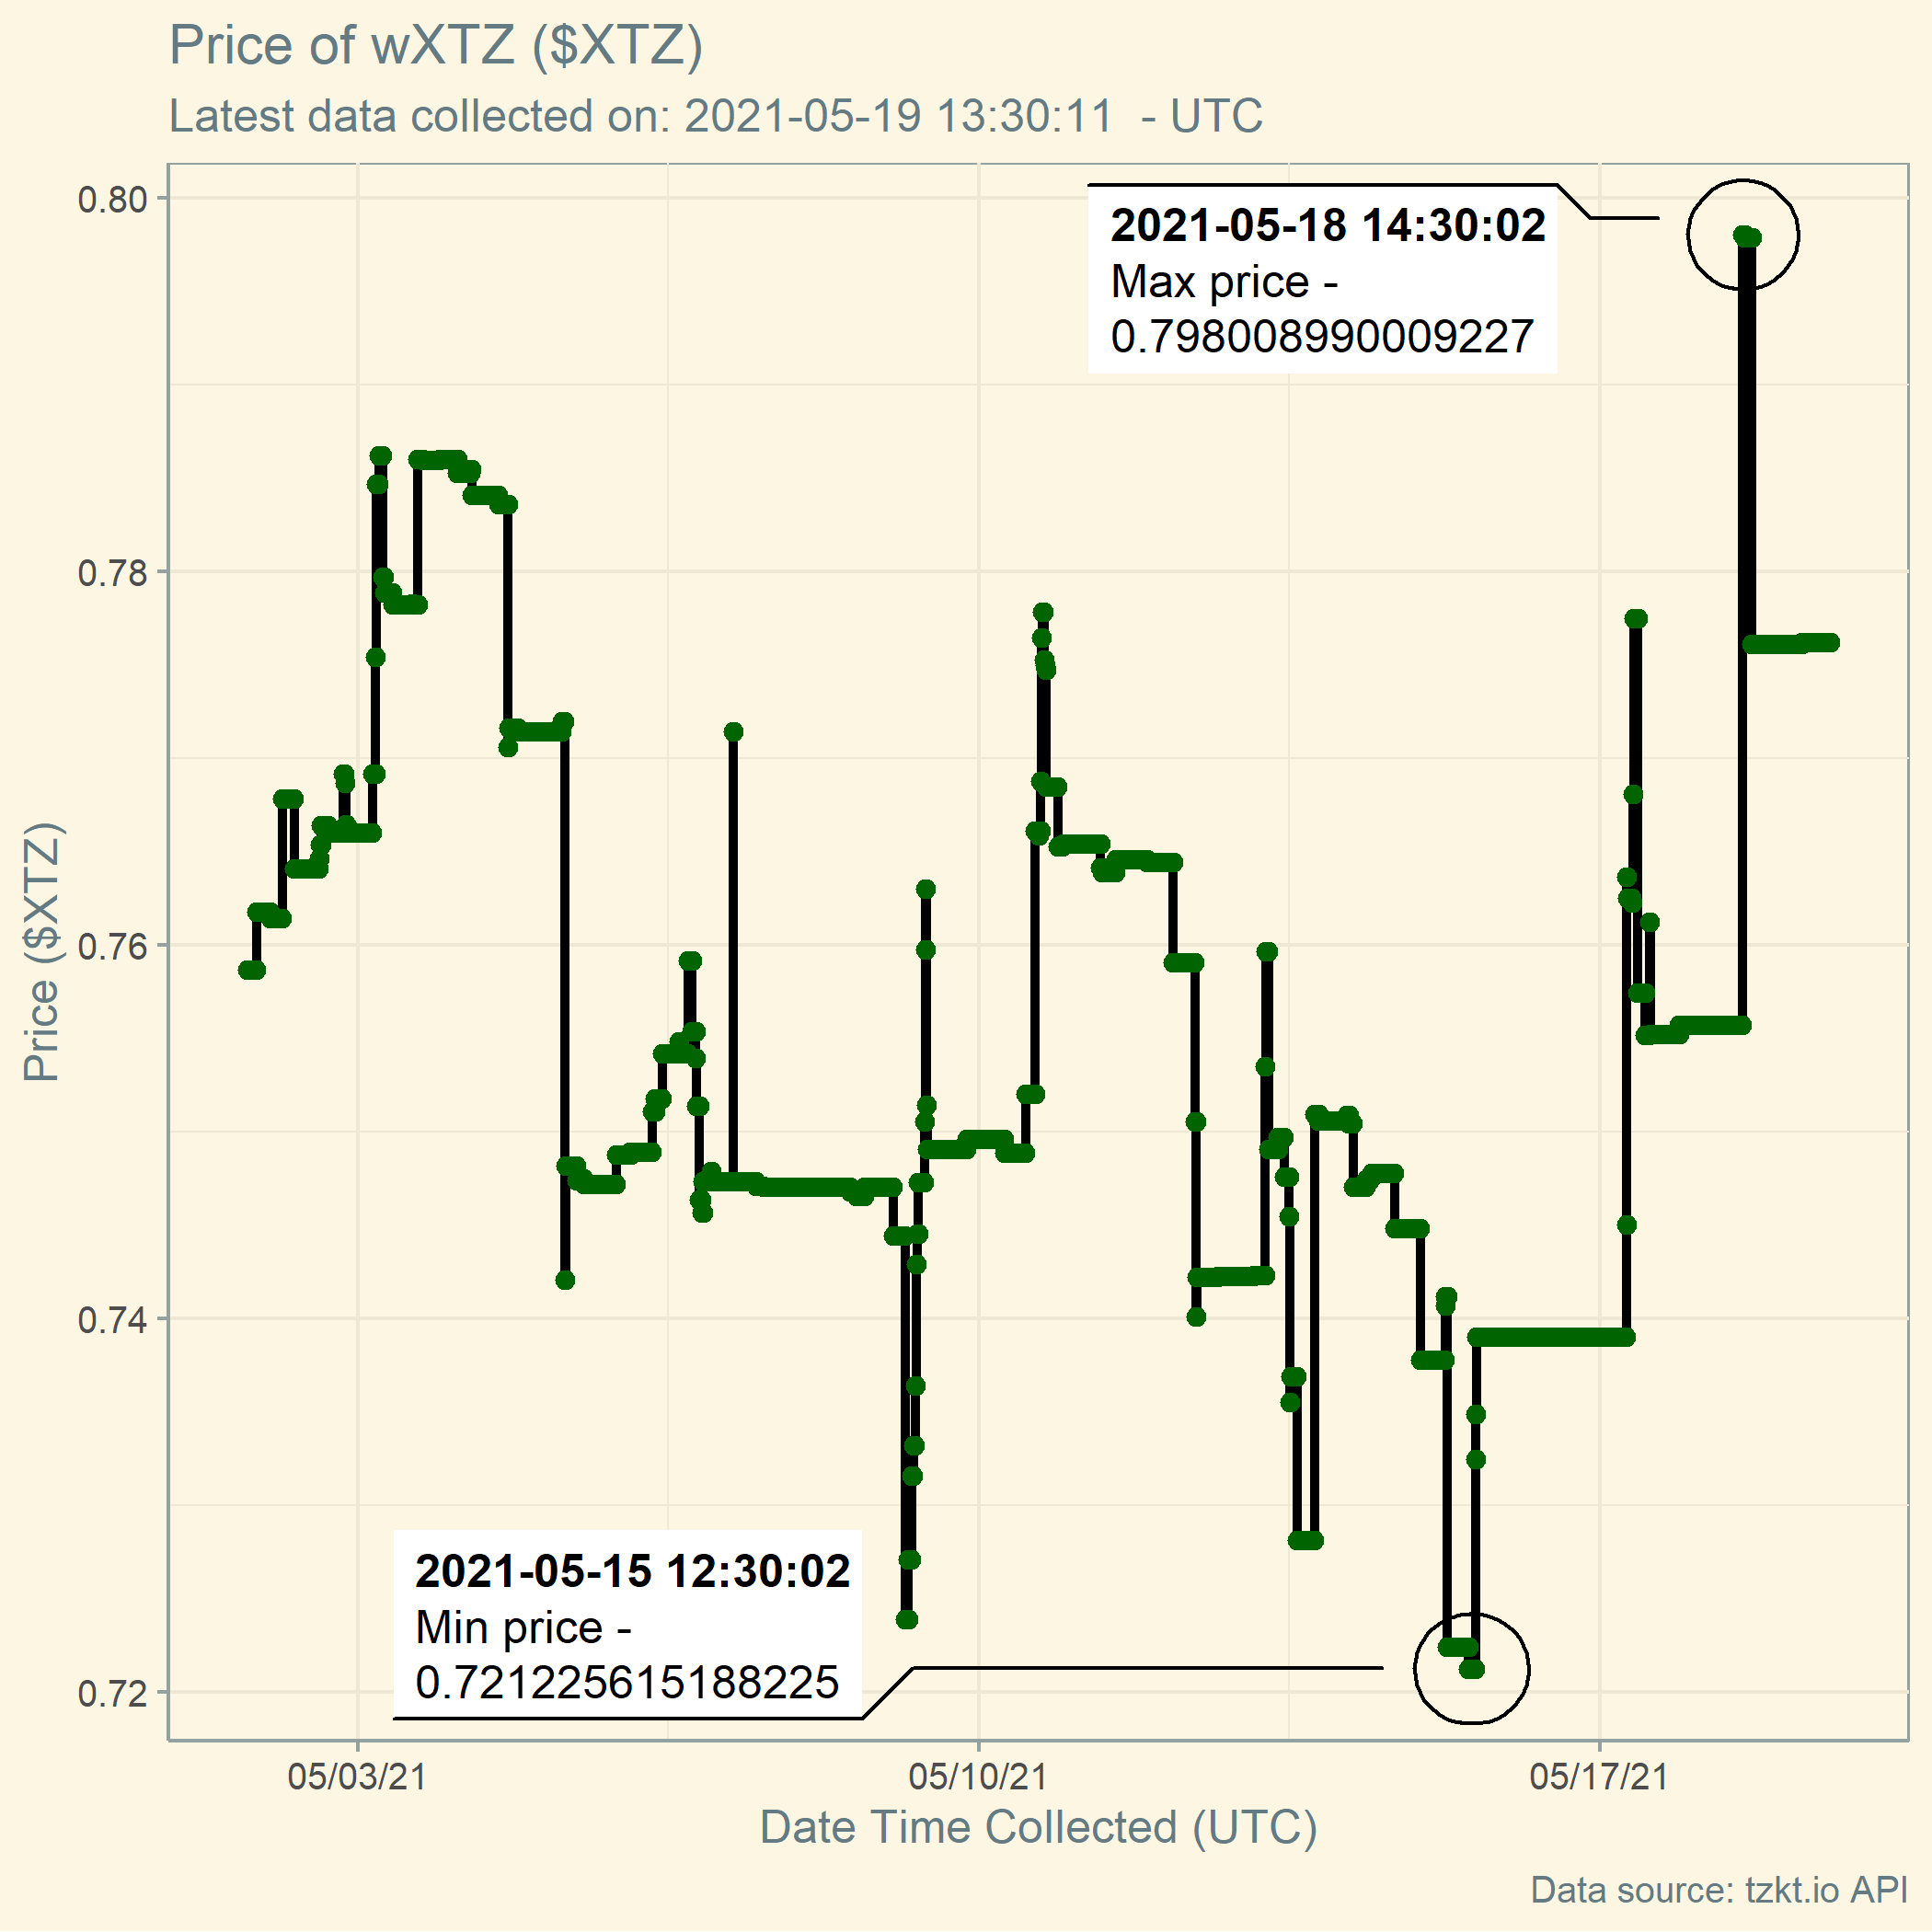 Price of wXTZ ($XTZ)
Latest data collected on: 2021-05-19 13:30:11  - UTC
Price ($XTZ)
0.80
0.78
0.76
0.74
0.72
2021-05-18 14:30:02
Max price -
0.798008990009227
2021-05-15 12:30:02
Min price -
0.721225615188225
05/03/21
05/10/21
05/17/21
Date Time Collected (UTC)
Data source: tzkt.io API